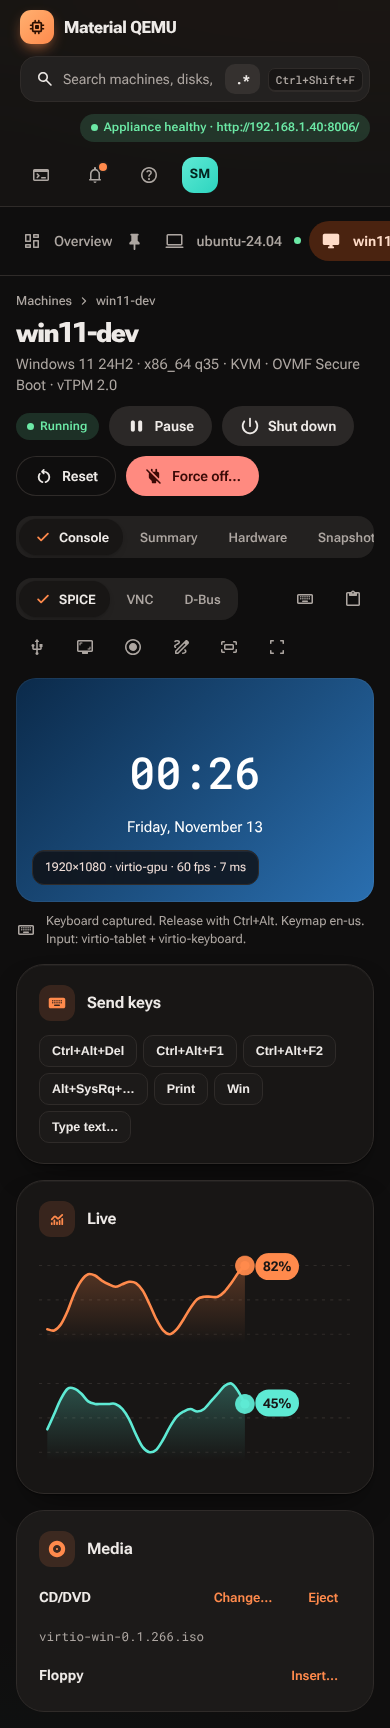 Material QEMU
Search machines, disks, .* Ctrl+Shift+F
Appliance healthy · http://192.168.1.40:8006/
SM
Overview ubuntu-24.04 win11
Machines > win11-dev
win11-dev
Windows 11 24H2 · x86_64 q35 · KVM · OVMF Secure
Boot · vTPM 2.0
Running Pause Shut down
Reset Force off...
Console Summary Hardware Snapshot
SPICE VNC D-Bus
00:26
Friday, November 13
1920×1080 · virtio-gpu · 60 fps · 7 ms
Keyboard captured. Release with Ctrl+Alt. Keymap en-us.
Input: virtio-tablet + virtio-keyboard.
Send keys
Ctrl+Alt+Del Ctrl+Alt+F1 Ctrl+Alt+F2
Alt+SysRq+... Print Win
Type text...
Live
82%
45%
Media
CD/DVD Change... Eject
virtio-win-0.1.266.iso
Floppy Insert...